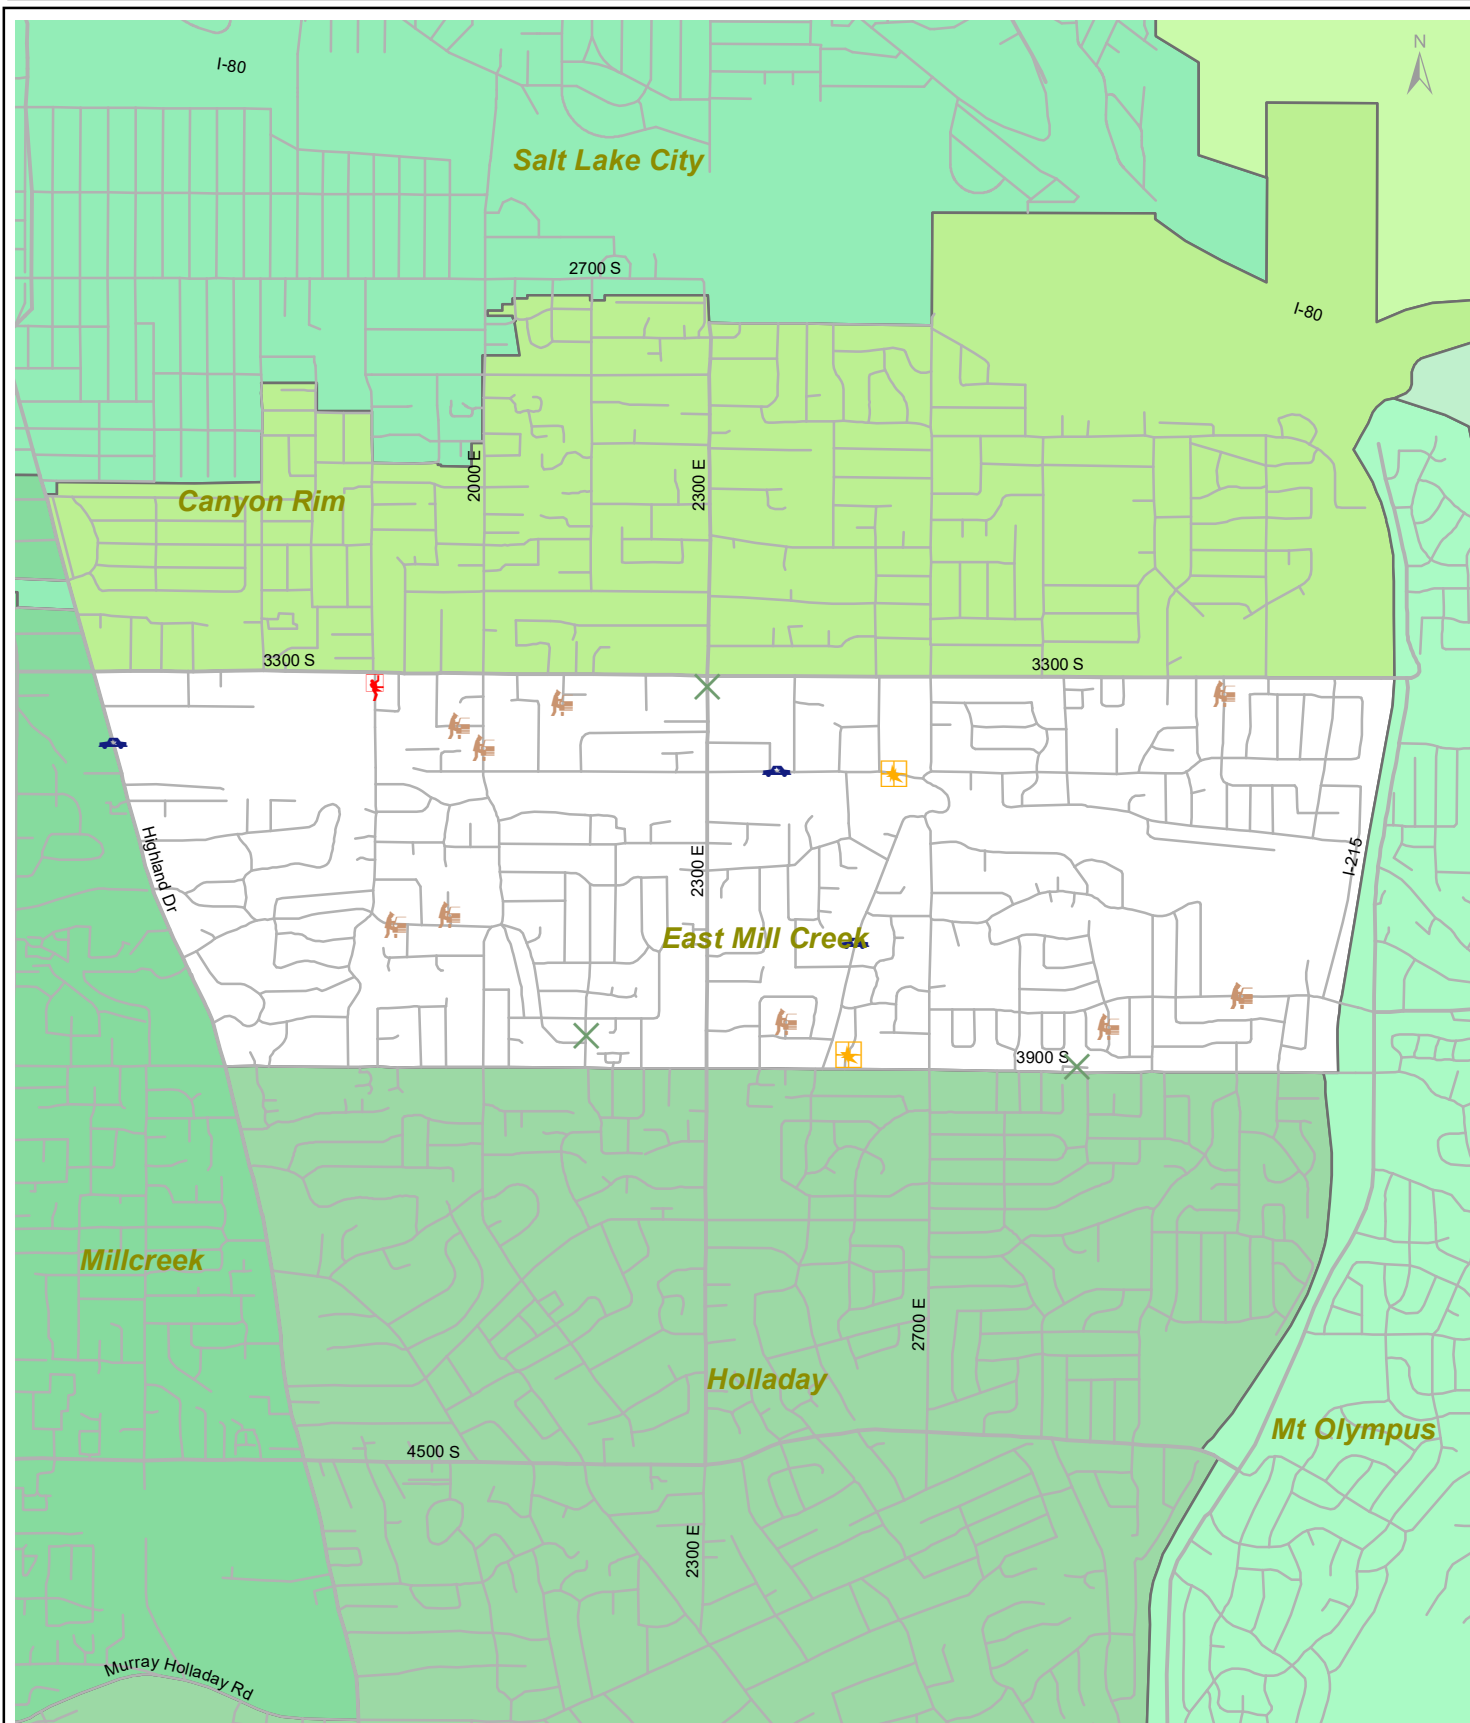 N
I-80
Salt Lake City
2700 S
I-80
2000 E
2300 E
Canyon Rim
3300 S
3300 S
Highland Dr
2300 E
I-215
East Mill Creek
3900 S
Millcreek
2700 E
Holladay
Mt Olympus
4500 S
2300 E
Murray Holladay Rd